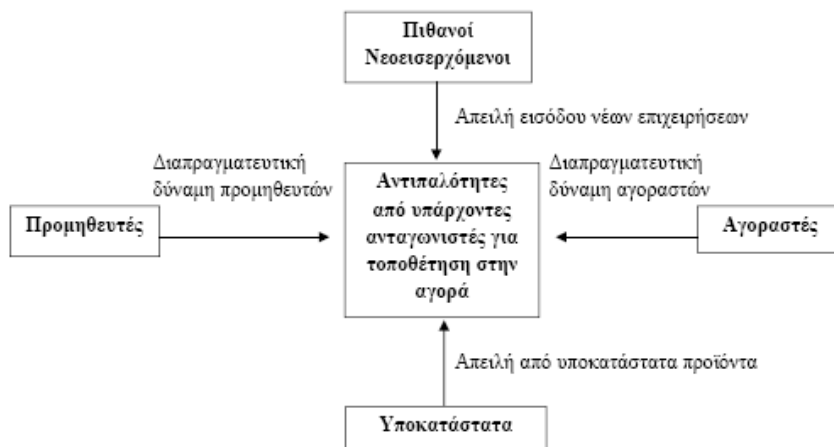 Πιθανοί
Νεοεισερχόμενοι
Απειλή εισόδου νέων επιχειρήσεων
Διαπραγματευτική
δύναμη προμηθευτών
Αντιπαλότητες
από υπάρχοντες
ανταγωνιστές για
τοποθέτηση στην
αγορά
Διαπραγματευτική
δύναμη αγοραστών
Προμηθευτές
Αγοραστές
Απειλή από υποκατάστατα προϊόντα
Υποκατάστατα